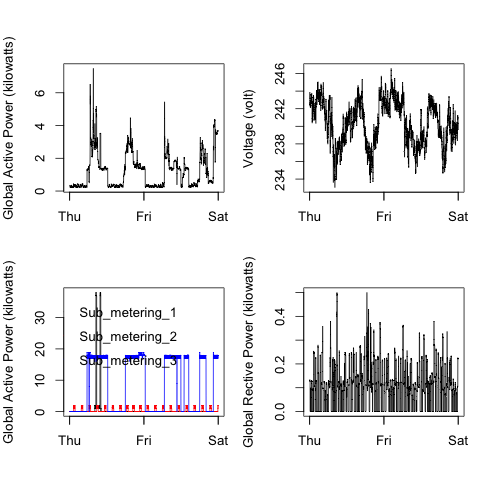 Global Active Power (kilowatts)
0 2 4 6
Thu Fri Sat
Voltage (volt)
234 238 242 246
Thu Fri Sat
Global Active Power (kilowatts)
0 10 20 30
Sub_metering_1
Sub_metering_2
Sub_metering_3
Thu Fri Sat
Global Rective Power (kilowatts)
0.0 0.2 0.4
Thu Fri Sat